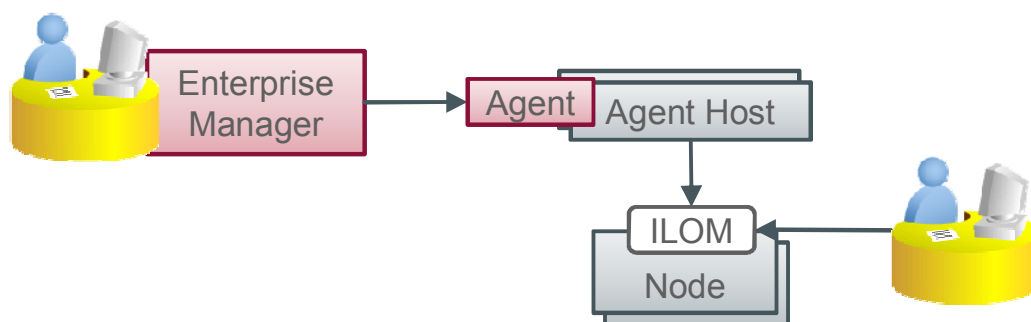 Enterprise
Manager
Agent
Agent Host
ILOM
Node